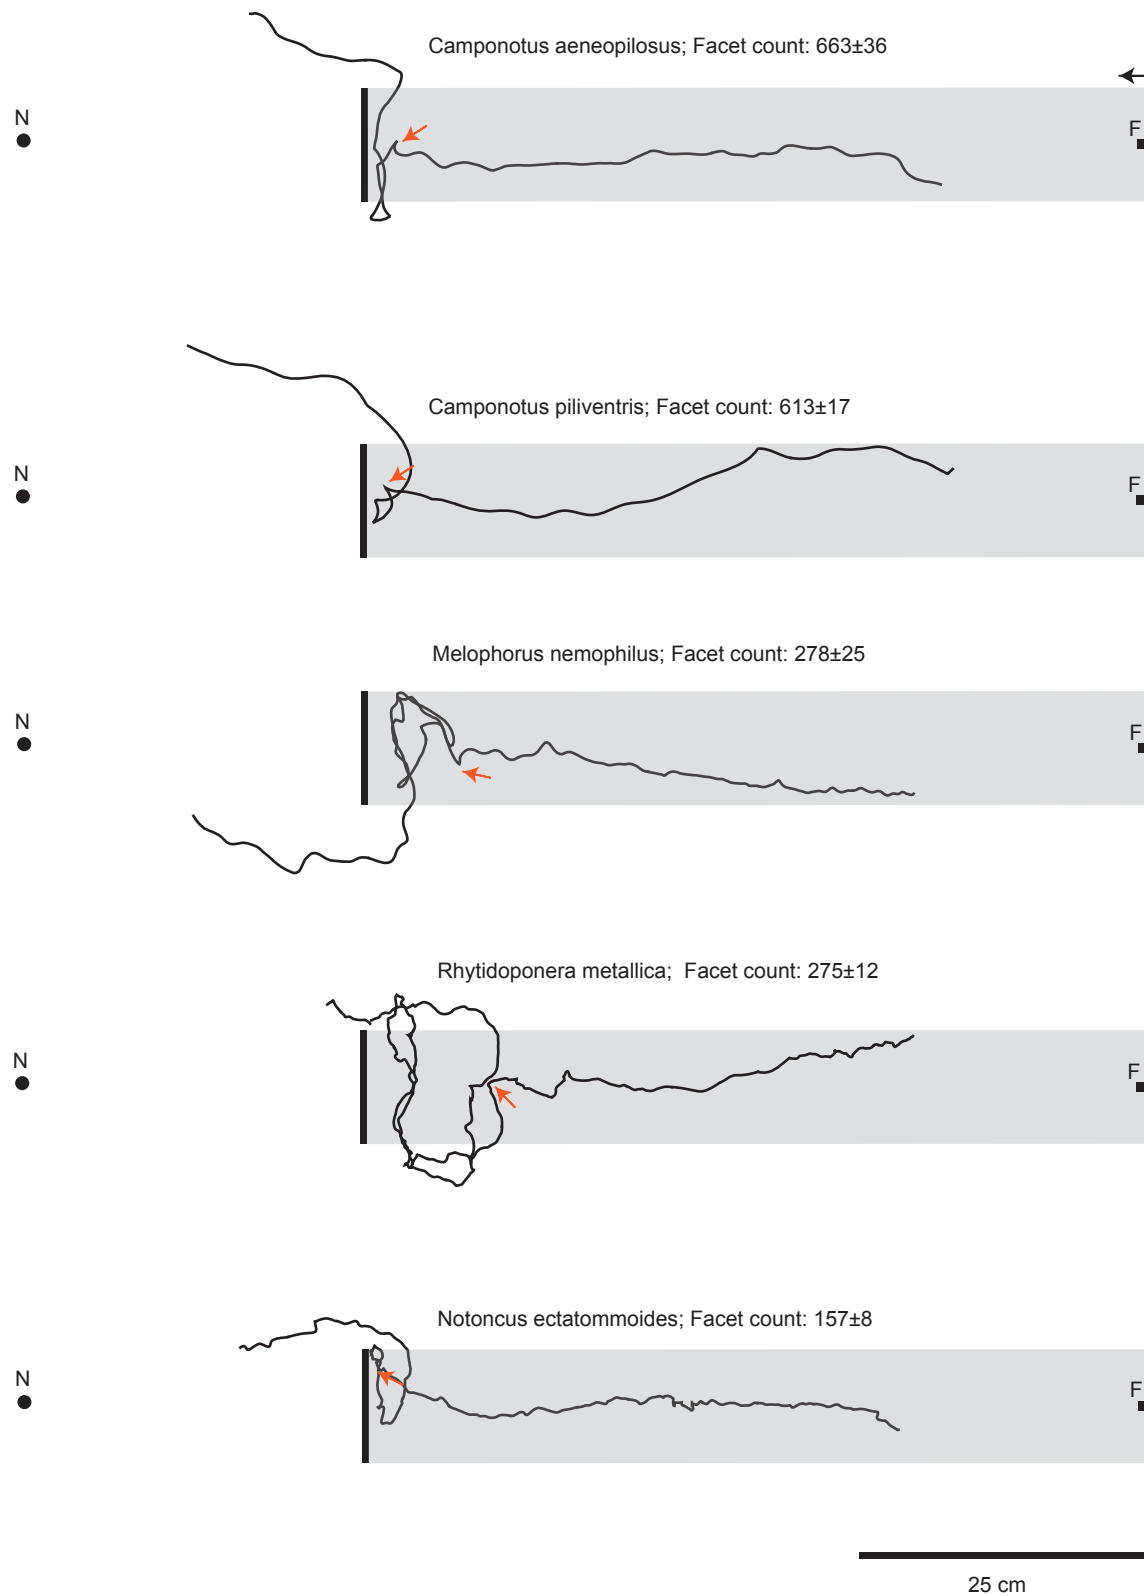 Camponotus aeneopilosus; Facet count: 663±36
N
F
Camponotus piliventris; Facet count: 613±17
N
F
Melophorus nemophilus; Facet count: 278±25
N
F
Rhytidoponera metallica;  Facet count: 275±12
N
F
Notoncus ectatommoides; Facet count: 157±8
N
F
25 cm